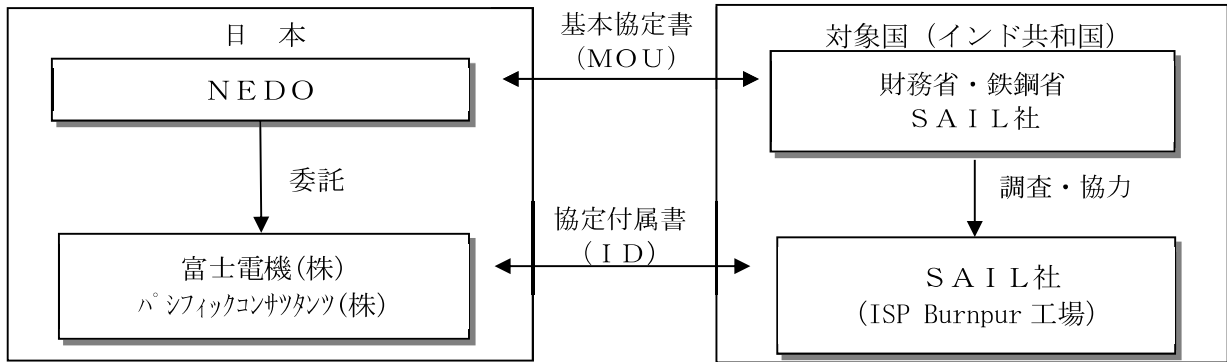 日 本
ＮＥＤＯ
委託
富士電機(株)
ﾊﾟｼﾌｨｯｸｺﾝｻﾂﾀﾝﾂ(株)
基本協定書
(MOU)
協定付属書
(ＩＤ)
対象国（インド共和国）
財務省・鉄鋼省
ＳＡＩＬ社
調査・協力
ＳＡＩＬ社
(ISP Burnpur 工場)